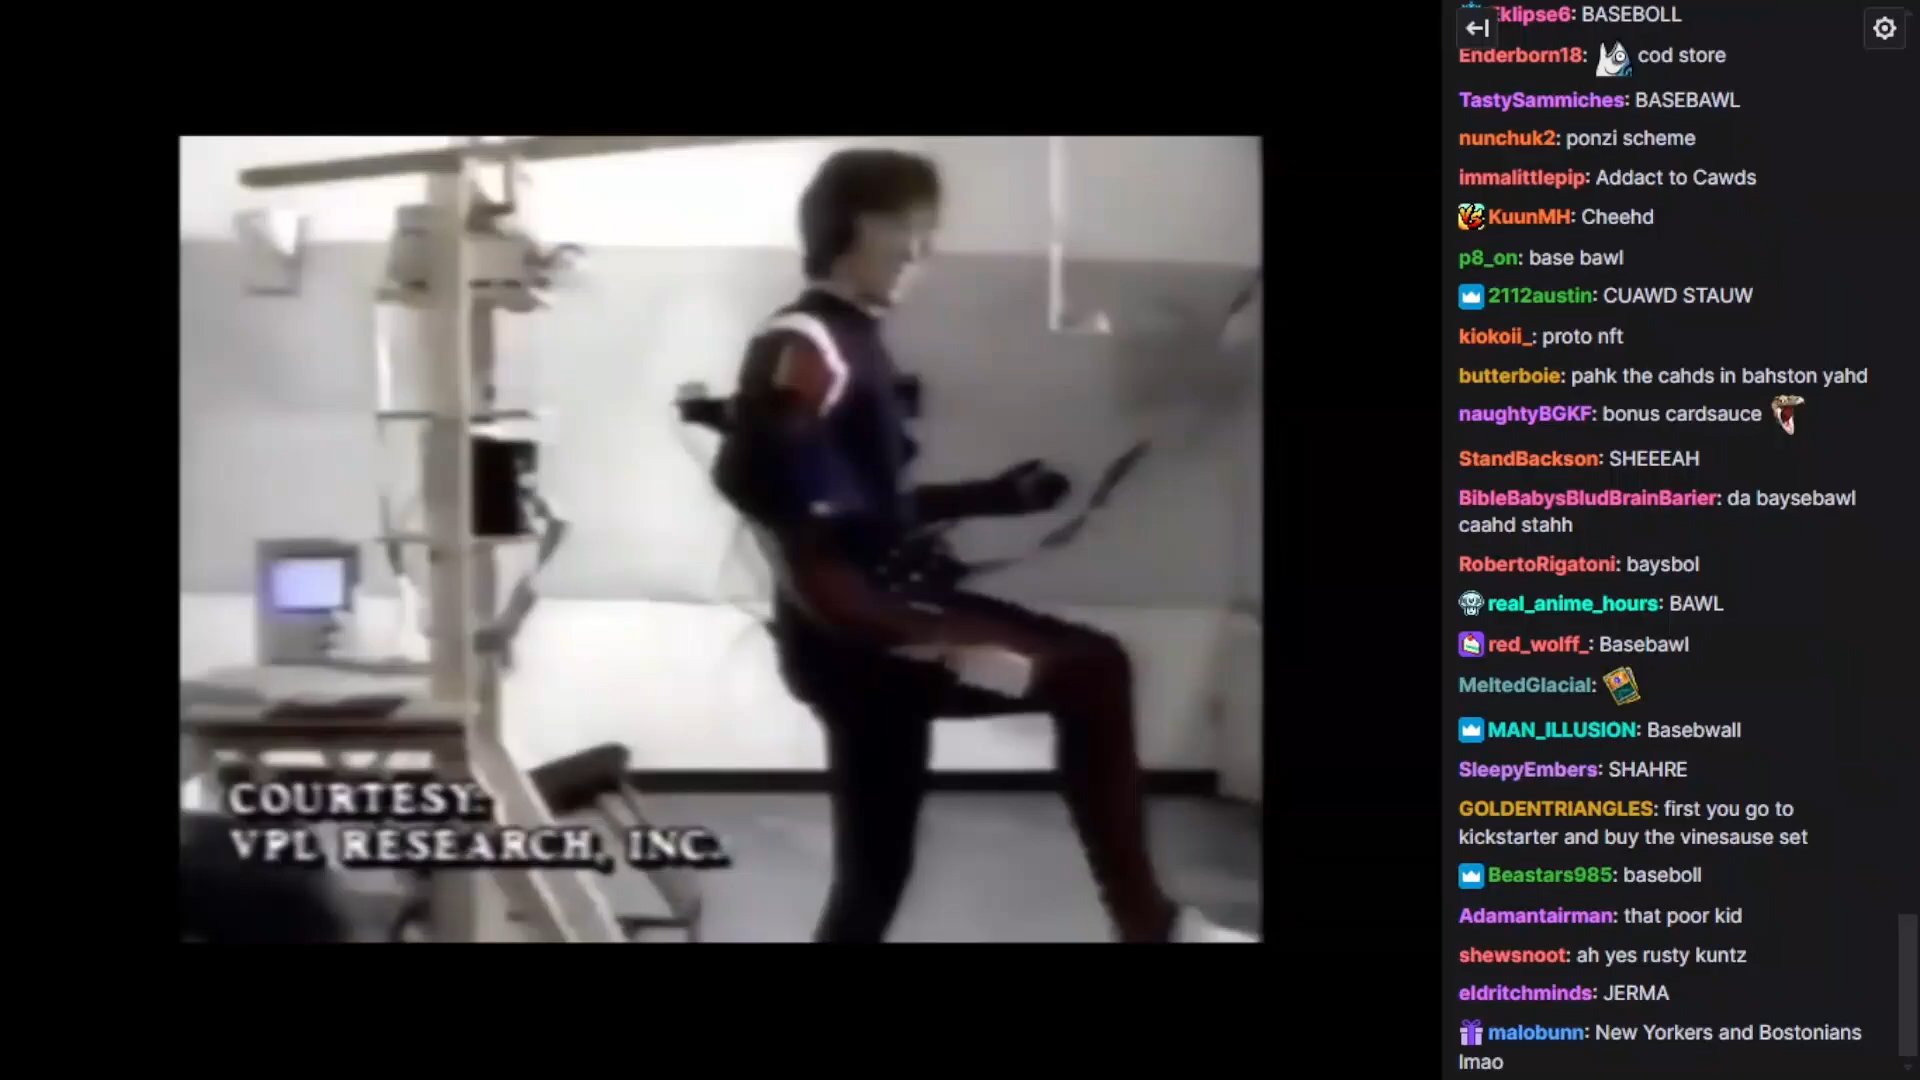 COURTESY:
VPL RESEARCH, INC.
Eklipse6: BASEBOLL
Enderborn18: cod store
TastySammiches: BASEBAWL
nunchuk2: ponzi scheme
immalittlepip: Addact to Cawds
KuunMH: Cheehd
p8_on: base bawl
2112austin: CUAWD STAUW
kiokoii_: proto nft
butterboie: pahk the cahds in bahston yahd
naughtyBGKF: bonus cardsauce
StandBackson: SHEEEAH
BibleBabysBludBrainBarier: da baysebawl
caahd stahh
RobertoRigatoni: baysbol
real_anime_hours: BAWL
red_wolff_: Basebawl
MeltedGlacial:
MAN_ILLUSION: Basebwall
SleepyEmbers: SHAHRE
GOLDENTRIANGLES: first you go to
kickstarter and buy the vinesause set
Beastars985: baseboll
Adamantairman: that poor kid
shewsnoot: ah yes rusty kuntz
eldritchminds: JERMA
malobunn: New Yorkers and Bostonians
lmao